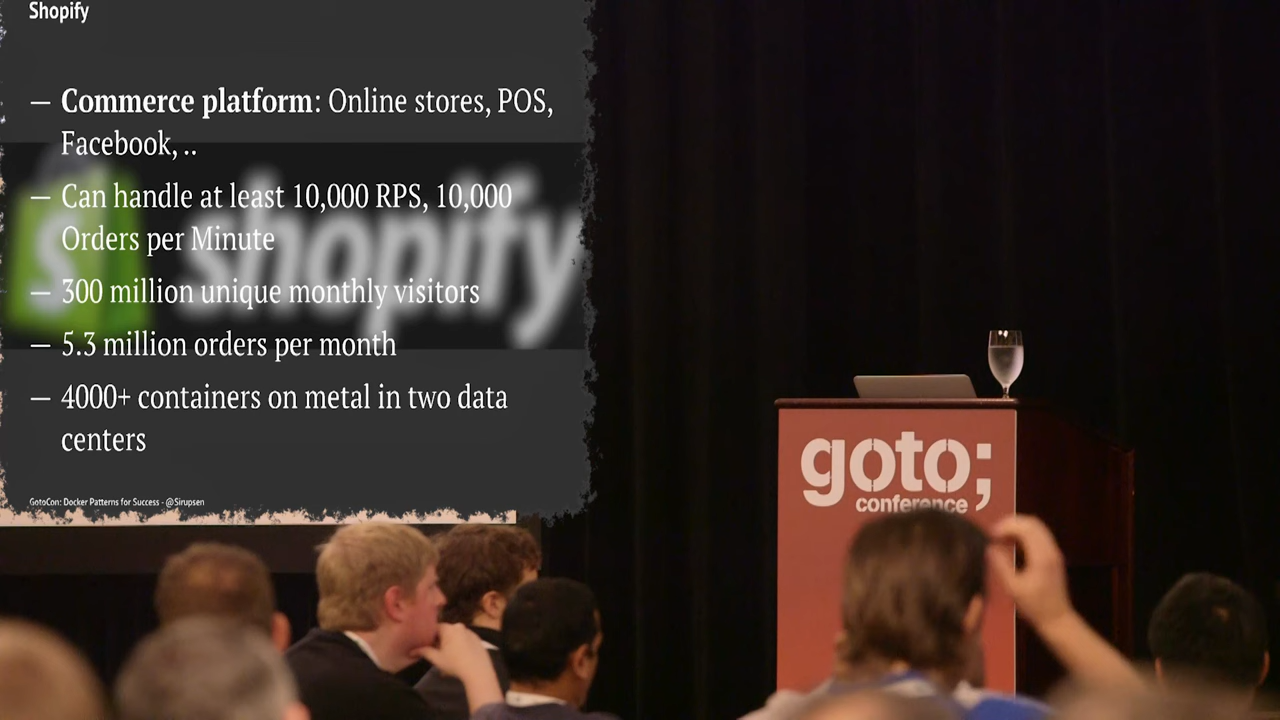 Shopify
— Commerce platform: Online stores, POS,
Facebook, ..
— Can handle at least 10,000 RPS, 10,000
Orders per Minute
— 300 million unique monthly visitors
— 5.3 million orders per month
— 4000+ containers on metal in two data
centers
GotoCon: Docker Patterns for Success - @Sirupsen
shopify
goto;
conference